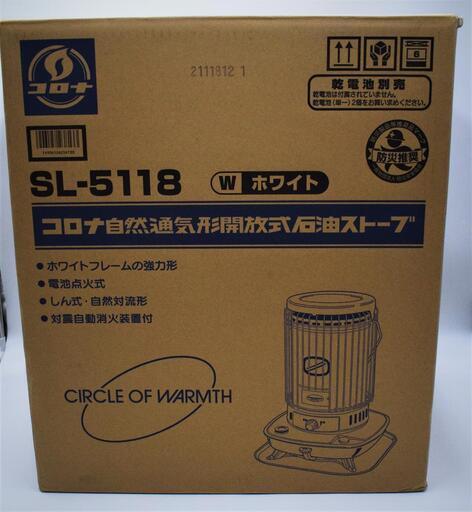 コロナ
2111812 1
6
乾電池別売
乾電池は付属されていません。
乾電池(単一)2個をお買い求めください。
防災推奨
SL-5118
W ホワイト
コロナ自然通気形開放式石油ストーブ
●ホワイトフレームの強力形
●電池点火式
●しん式・自然対流形
●対震自動消火装置付
CIRCLE OF WARMTH